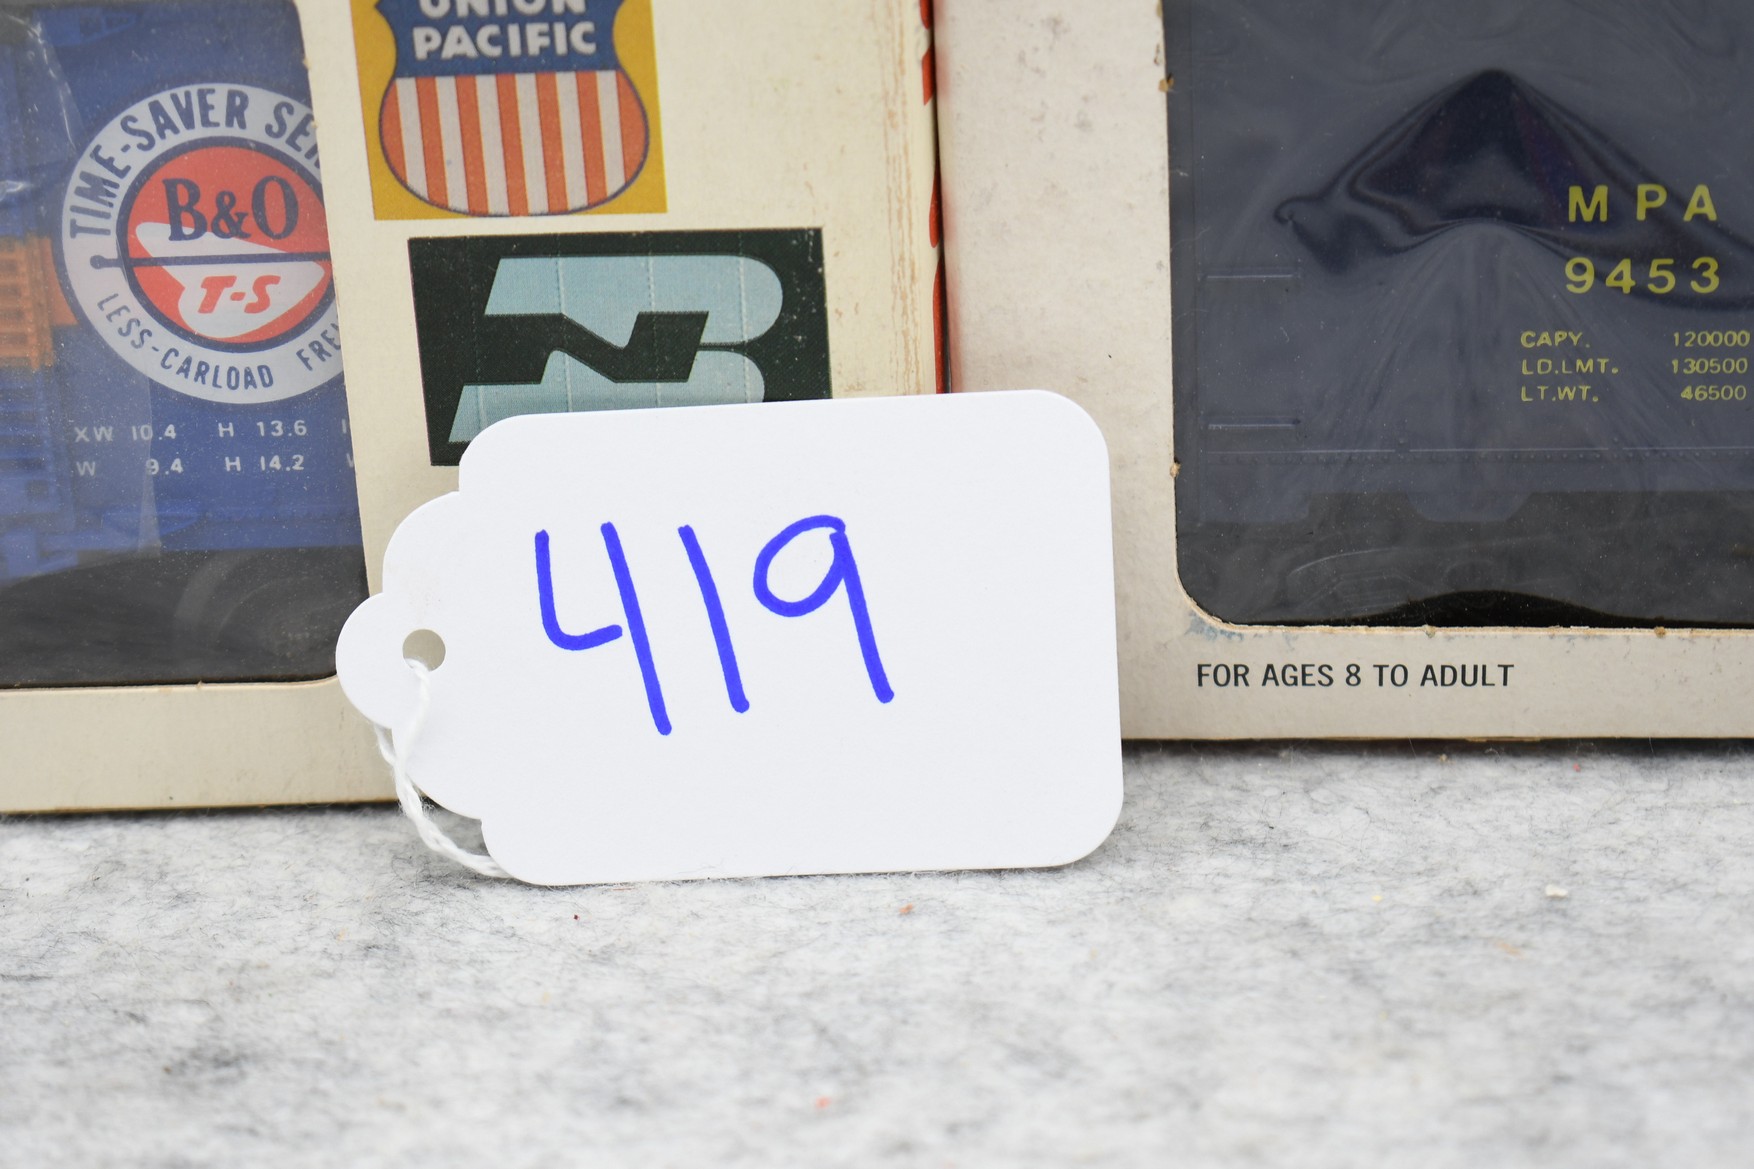 TIME-SAVER
B&O
T-S
LESS-CARLOAD
XW 10.4 H 13.6
W 9.4 H 14.2
UNION
PACIFIC
BN
419
MPA
9453
CAPY. 120000
LD.LMT. 130500
LT.WT. 46500
FOR AGES 8 TO ADULT